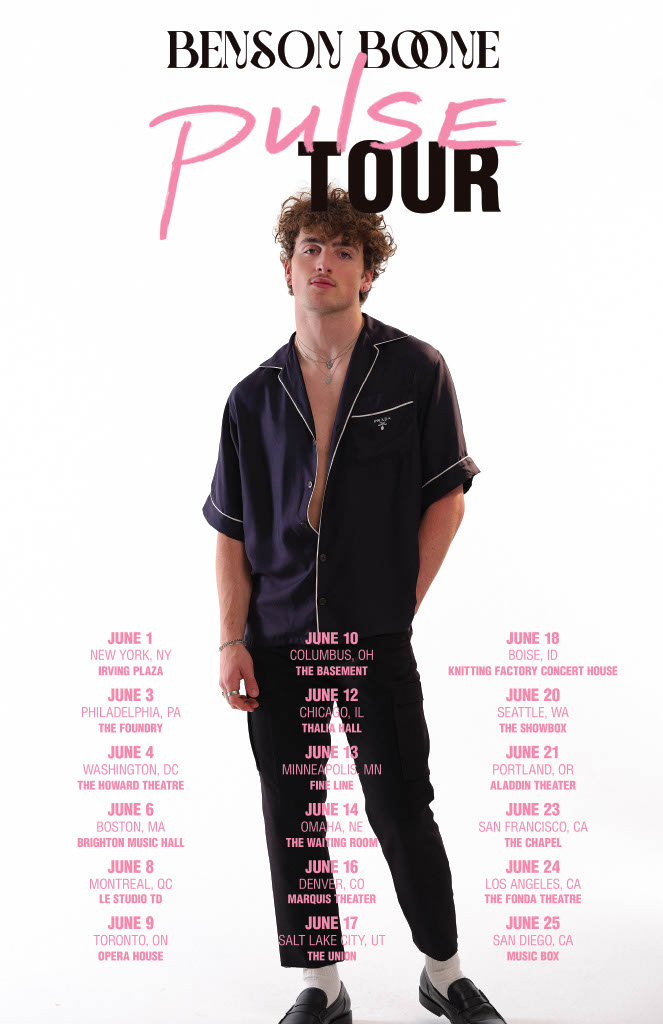 BENSON BOONE
Pulse
TOUR
PRADA
JUNE 1
NEW YORK, NY
IRVING PLAZA
JUNE 3
PHILADELPHIA, PA
THE FOUNDRY
JUNE 4
WASHINGTON, DC
THE HOWARD THEATRE
JUNE 6
BOSTON, MA
BRIGHTON MUSIC HALL
JUNE 8
MONTREAL, QC
LE STUDIO TD
JUNE 9
TORONTO, ON
OPERA HOUSE
JUNE 10
COLUMBUS, OH
THE BASEMENT
JUNE 12
CHICAGO, IL
THALIA HALL
JUNE 13
MINNEAPOLIS, MN
FINE LINE
JUNE 14
OMAHA, NE
THE WAITING ROOM
JUNE 16
DENVER, CO
MARQUIS THEATER
JUNE 17
SALT LAKE CITY, UT
THE UNION
JUNE 18
BOISE, ID
KNITTING FACTORY CONCERT HOUSE
JUNE 20
SEATTLE, WA
THE SHOWBOX
JUNE 21
PORTLAND, OR
ALADDIN THEATER
JUNE 23
SAN FRANCISCO, CA
THE CHAPEL
JUNE 24
LOS ANGELES, CA
THE FONDA THEATRE
JUNE 25
SAN DIEGO, CA
MUSIC BOX